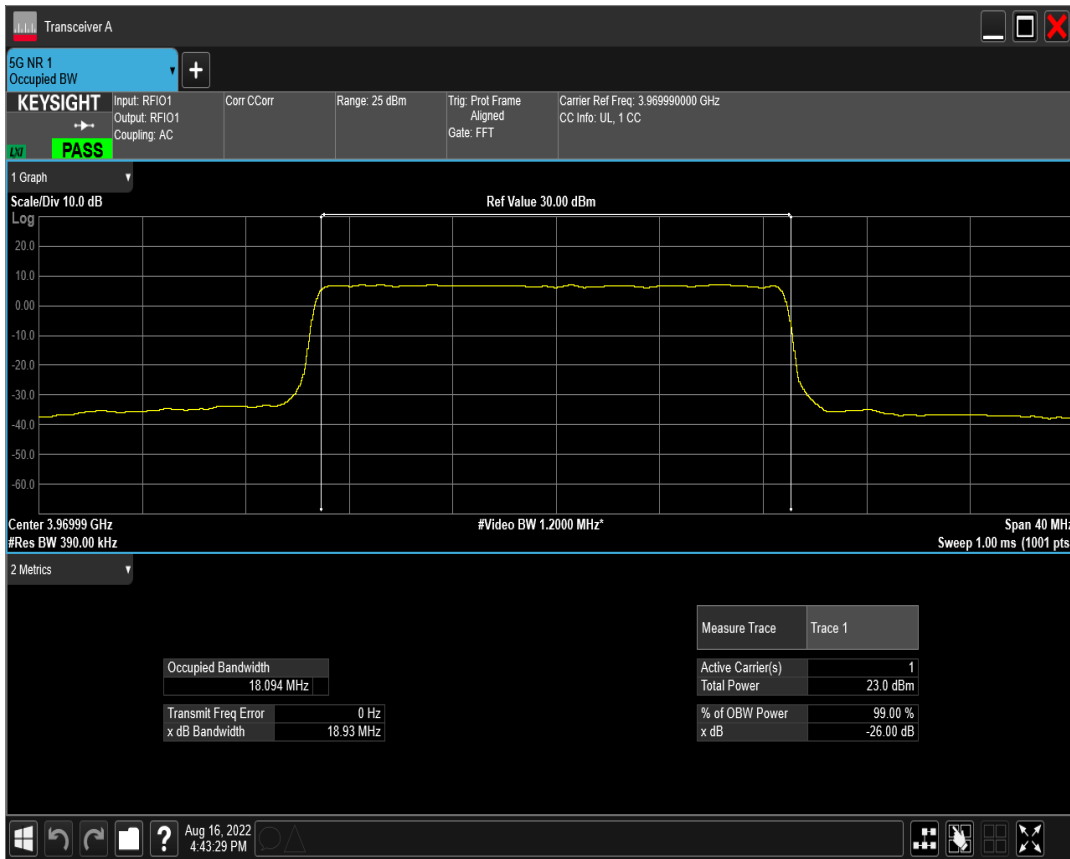 Transceiver A
5G NR 1
Occupied BW
+
KEYSIGHT
Input: RFIO1
Output: RFIO1
Coupling: AC
Corr CCorr
Range: 25 dBm
Trig: Prot Frame
Aligned
Gate: FFT
Carrier Ref Freq: 3.969990000 GHz
CC Info: UL, 1 CC
LXI
PASS
1 Graph
Scale/Div 10.0 dB
Ref Value 30.00 dBm
Log
20.0
10.0
0.00
-10.0
-20.0
-30.0
-40.0
-50.0
-60.0
Center 3.96999 GHz
#Video BW 1.2000 MHz*
Span 40 MHz
#Res BW 390.00 kHz
Sweep 1.00 ms (1001 pts
2 Metrics
Measure Trace Trace 1
Occupied Bandwidth
18.094 MHz
Active Carrier(s) 1
Total Power 23.0 dBm
Transmit Freq Error 0 Hz
x dB Bandwidth 18.93 MHz
% of OBW Power 99.00 %
x dB -26.00 dB
?
Aug 16, 2022
4:43:29 PM